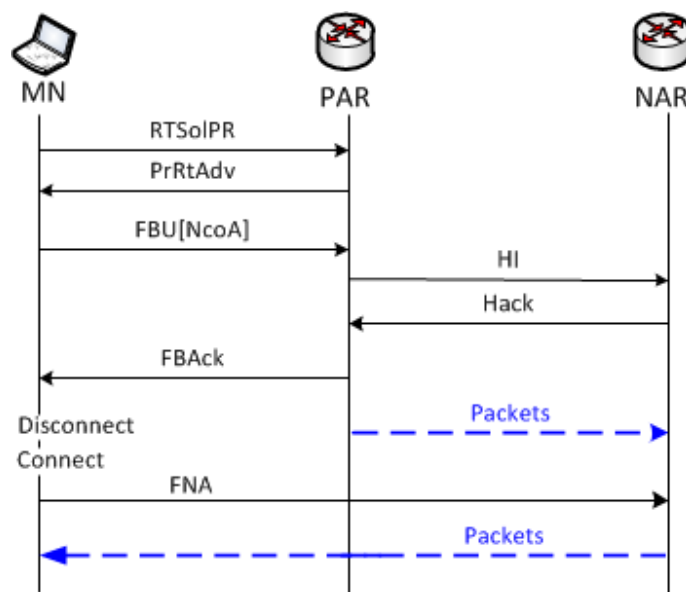 MN
PAR
NAR
RTSolPR
PrRtAdv
FBU[NcoA]
HI
Hack
FBAck
Packets
Disconnect
Connect
FNA
Packets